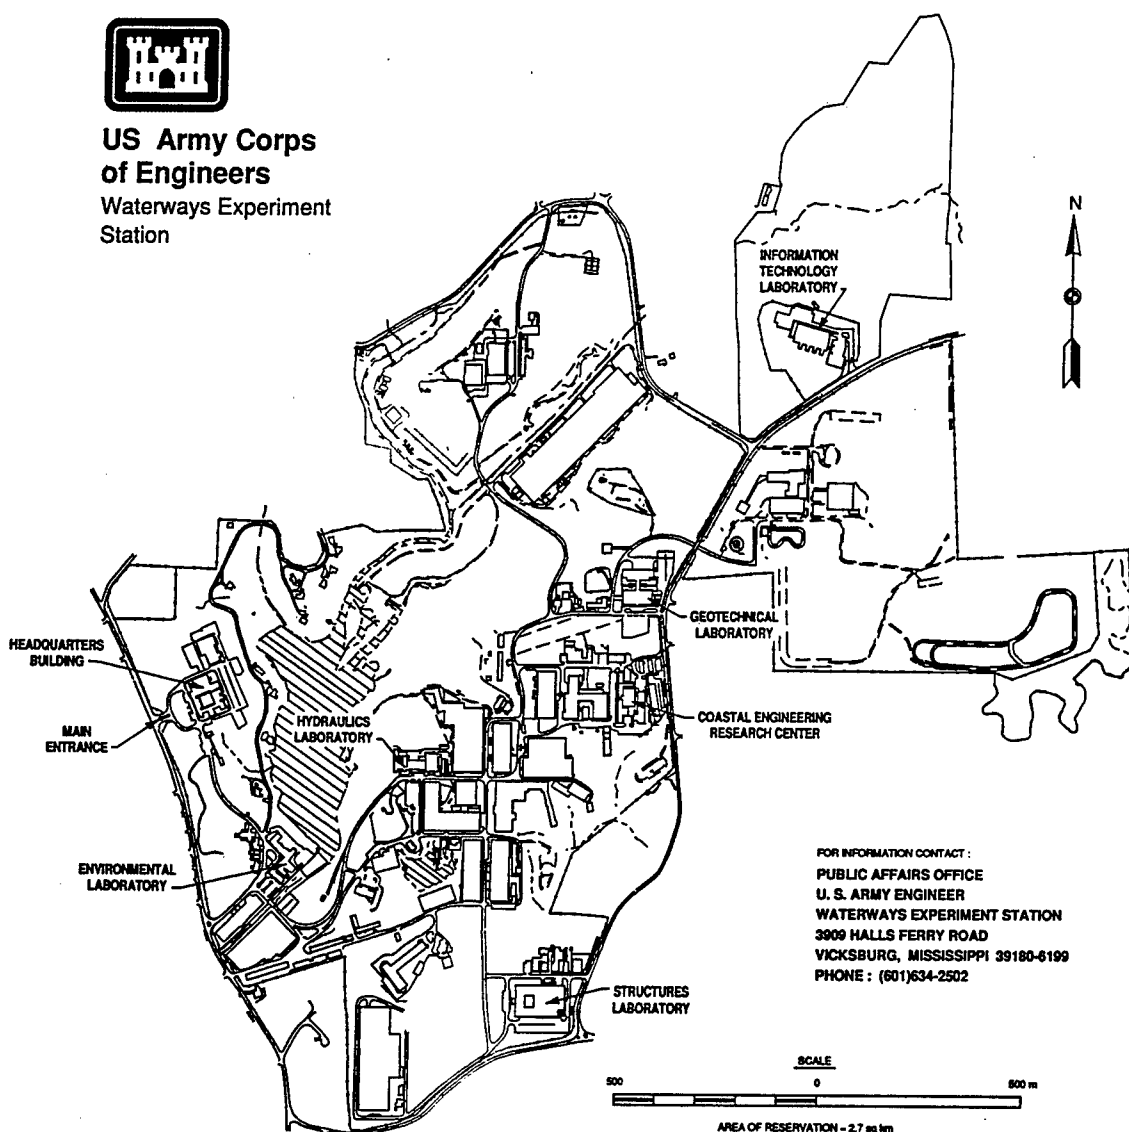 US Army Corps
of Engineers
Waterways Experiment
Station
N
INFORMATION
TECHNOLOGY
LABORATORY
HEADQUARTERS
BUILDING
MAIN
ENTRANCE
HYDRAULICS
LABORATORY
GEOTECHNICAL
LABORATORY
COASTAL ENGINEERING
RESEARCH CENTER
ENVIRONMENTAL
LABORATORY
STRUCTURES
LABORATORY
FOR INFORMATION CONTACT :
PUBLIC AFFAIRS OFFICE
U. S. ARMY ENGINEER
WATERWAYS EXPERIMENT STATION
3909 HALLS FERRY ROAD
VICKSBURG, MISSISSIPPI 39180-6199
PHONE : (601)634-2502
SCALE
500 0 500 m
AREA OF RESERVATION - 2.7 sq km